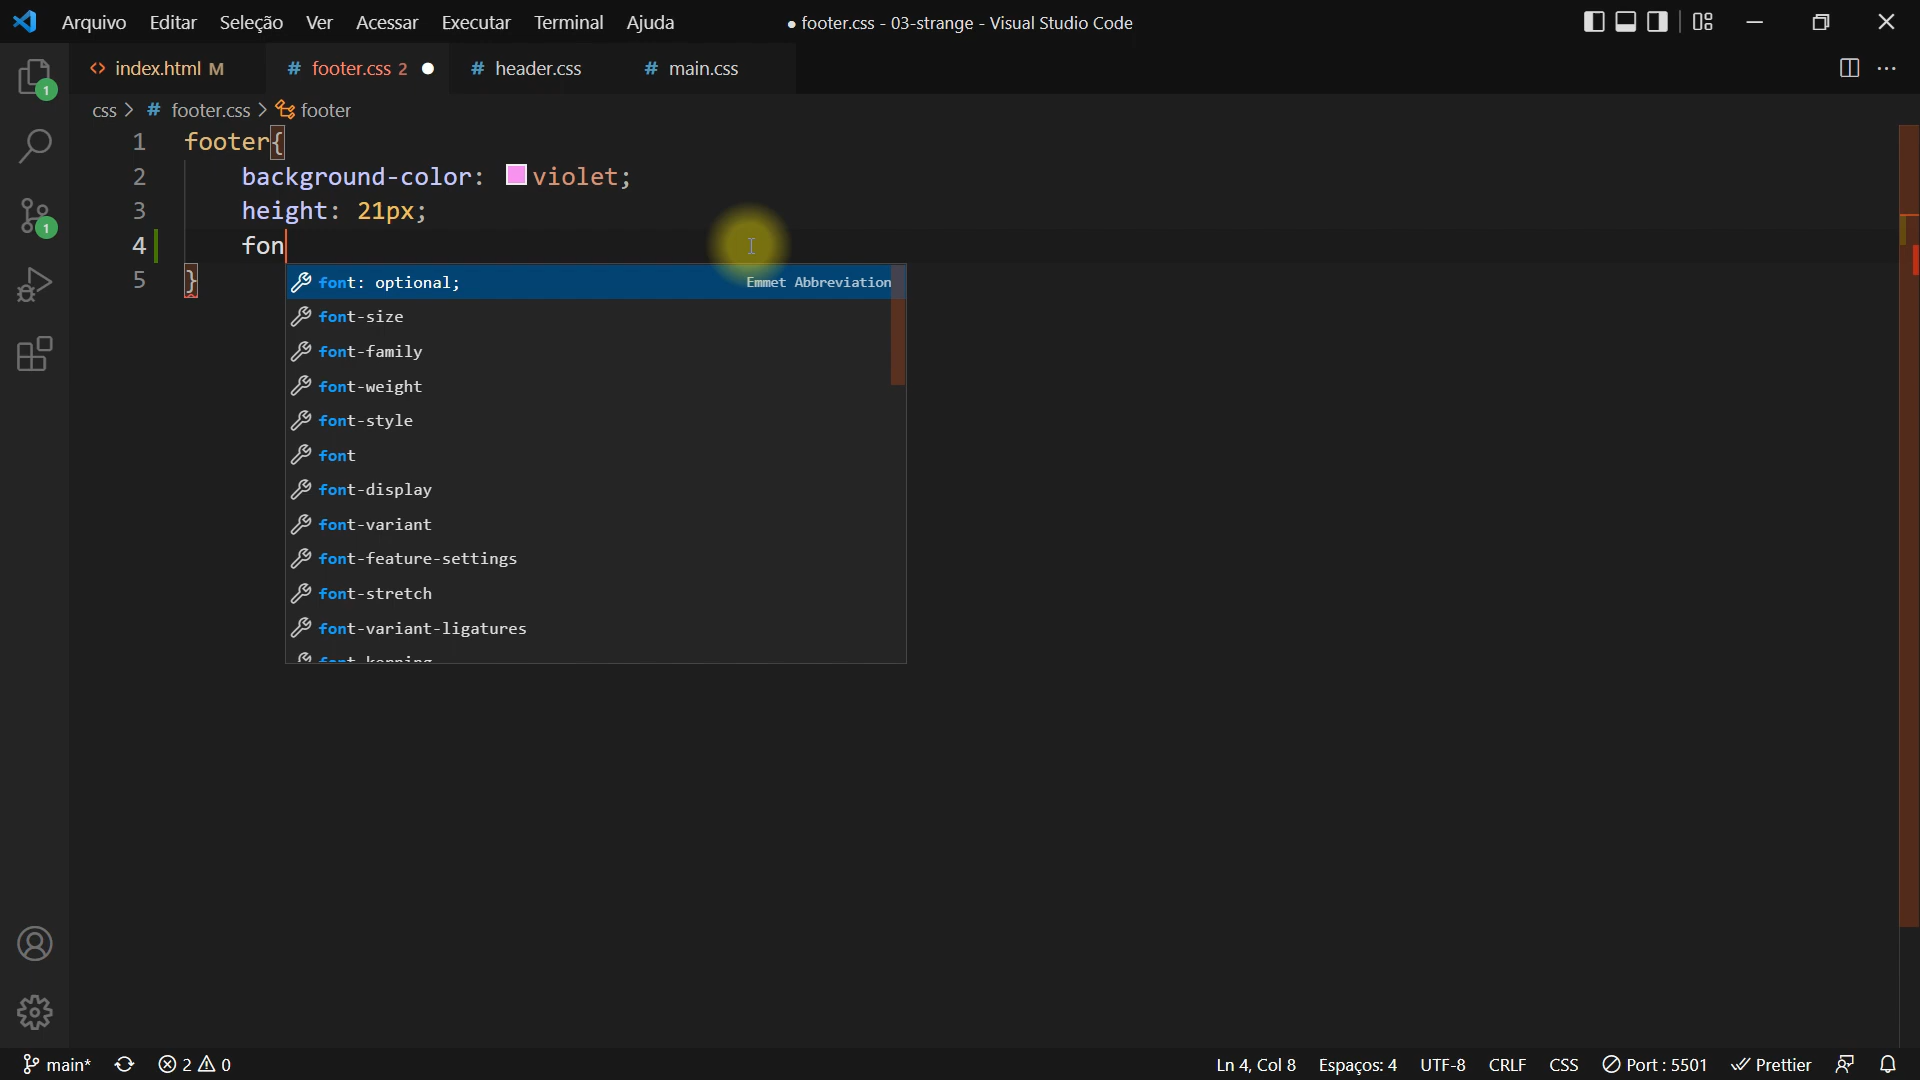 Arquivo Editar Seleção Ver Acessar Executar Terminal Ajuda ● footer.css - 03-strange - Visual Studio Code
<> index.html M # footer.css 2 ● # header.css # main.css
css > # footer.css > footer
1 footer{
2 background-color: violet;
3 height: 21px;
4 fon
5 }
font: optional; Emmet Abbreviation
font-size
font-family
font-weight
font-style
font
font-display
font-variant
font-feature-settings
font-stretch
font-variant-ligatures
font-kerning
1
1
main* 2 0 Ln 4, Col 8 Espaços: 4 UTF-8 CRLF CSS Port : 5501 Prettier